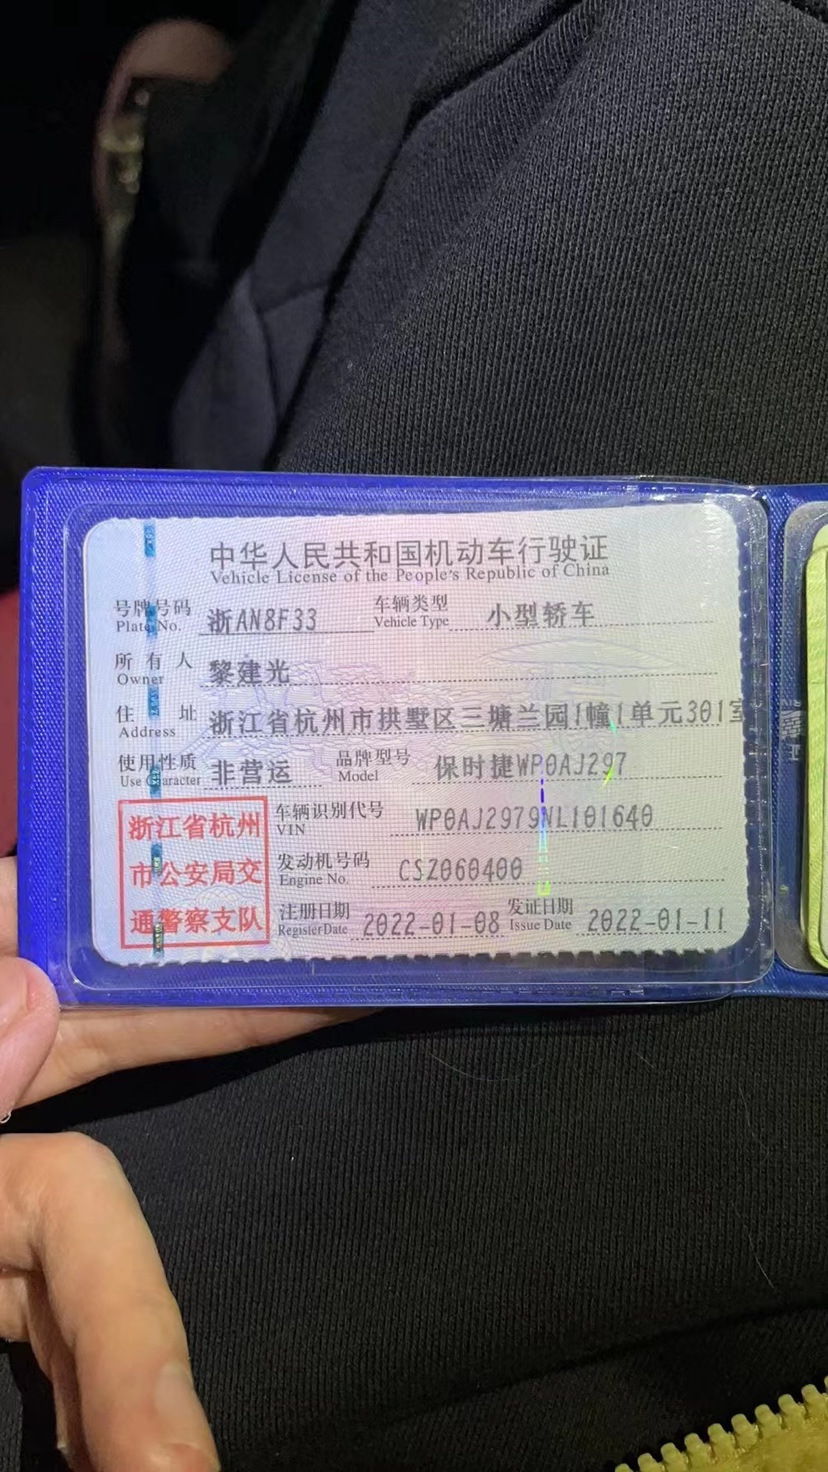 中华人民共和国机动车行驶证
Vehicle License of the People's Republic of China
号牌号码 浙AN8F33 车辆类型 小型轿车
Plate No. Vehicle Type
所有人 黎建光
Owner
住址 浙江省杭州市拱墅区三塘兰园1幢1单元301室
Address
使用性质 非营运 品牌型号 保时捷WP0AJ297
Use Character Model
浙江省杭州
市公安局交
通警察支队
车辆识别代号 WP0AJ2979NL101640
VIN
发动机号码 CSZ060400
Engine No.
注册日期 2022-01-08 发证日期 2022-01-11
Register Date Issue Date